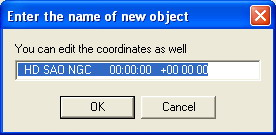 Enter the name of new object
You can edit the coordinates as well
HD SAO NGC 00:00:00 +00 00 00
OK
Cancel